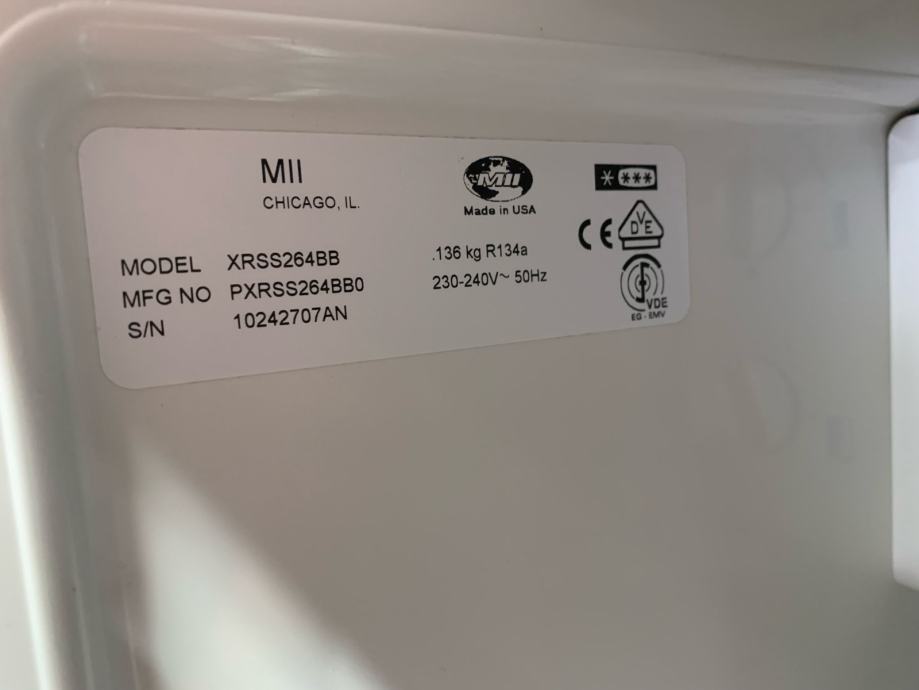 MII
CHICAGO, IL.
MODEL XRSS264BB
MFG NO PXRSS264BB0
S/N 10242707AN
MII
Made in USA
.136 kg R134a
230-240V~ 50Hz
* ***
CE
DVE
VDE
EG - EMV